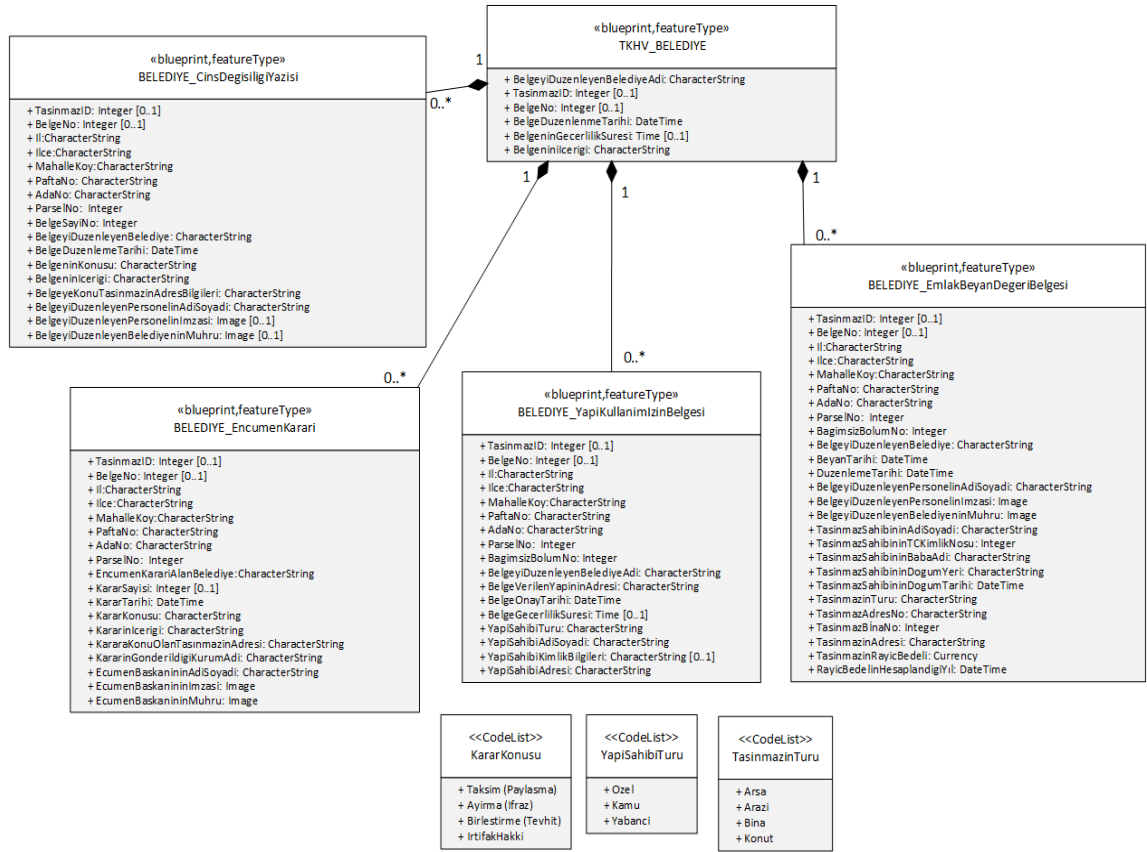 «blueprint,featureType»
TKHV_BELEDIYE
+ BelgeyiDuzenleyenBelediyeAdi: CharacterString
+ TasinmazID: Integer [0..1]
+ BelgeNo: Integer [0..1]
+ BelgeDuzenlenmeTarihi: DateTime
+ BelgeninGecerlilikSuresi: Time [0..1]
+ BelgeninIcerigi: CharacterString
1
0..*
1
0..*
1
0..*
1
0..*
«blueprint,featureType»
BELEDIYE_CinsDegisiligiYazisi
+ TasinmazID: Integer [0..1]
+ BelgeNo: Integer [0..1]
+ Il:CharacterString
+ Ilce:CharacterString
+ MahalleKoy:CharacterString
+ PaftaNo: CharacterString
+ AdaNo: CharacterString
+ ParselNo: Integer
+ BelgeSayiNo: Integer
+ BelgeyiDuzenleyenBelediye: CharacterString
+ BelgeDuzenlemeTarihi: DateTime
+ BelgeninKonusu: CharacterString
+ BelgeninIcerigi: CharacterString
+ BelgeyeKonuTasinmazinAdresBilgileri: CharacterString
+ BelgeyiDuzenleyenPersonelinAdiSoyadi: CharacterString
+ BelgeyiDuzenleyenPersonelinImzasi: Image [0..1]
+ BelgeyiDuzenleyenBelediyeninMuhru: Image [0..1]
«blueprint,featureType»
BELEDIYE_EncumenKarari
+ TasinmazID: Integer [0..1]
+ BelgeNo: Integer [0..1]
+ Il:CharacterString
+ Ilce:CharacterString
+ MahalleKoy:CharacterString
+ PaftaNo: CharacterString
+ AdaNo: CharacterString
+ ParselNo: Integer
+ EncumenKarariAlanBelediye:CharacterString
+ KararSayisi: Integer [0..1]
+ KararTarihi: DateTime
+ KararKonusu: CharacterString
+ KararinIcerigi: CharacterString
+ KararaKonuOlanTasınmazinAdresi: CharacterString
+ KararinGonderildigiKurumAdi: CharacterString
+ EcumenBaskanininAdiSoyadi: CharacterString
+ EcumenBaskanininImzasi: Image
+ EcumenBaskanininMuhru: Image
«blueprint,featureType»
BELEDIYE_YapiKullanimIzinBelgesi
+ TasinmazID: Integer [0..1]
+ BelgeNo: Integer [0..1]
+ Il:CharacterString
+ Ilce:CharacterString
+ MahalleKoy:CharacterString
+ PaftaNo: CharacterString
+ AdaNo: CharacterString
+ ParselNo: Integer
+ BagimsizBolumNo: Integer
+ BelgeyiDuzenleyenBelediyeAdi: CharacterString
+ BelgeVerilenYapininAdresi: CharacterString
+ BelgeOnayTarihi: DateTime
+ BelgeGecerlilikSuresi: Time [0..1]
+ YapiSahibiTuru: CharacterString
+ YapiSahibiAdiSoyadi: CharacterString
+ YapiSahibiKimlikBilgileri: CharacterString [0..1]
+ YapiSahibiAdresi: CharacterString
«blueprint,featureType»
BELEDIYE_EmlakBeyanDegeriBelgesi
+ TasinmazID: Integer [0..1]
+ BelgeNo: Integer [0..1]
+ Il:CharacterString
+ Ilce:CharacterString
+ MahalleKoy:CharacterString
+ PaftaNo: CharacterString
+ AdaNo: CharacterString
+ ParselNo: Integer
+ BagimsizBolumNo: Integer
+ BelgeyiDuzenleyenBelediye: CharacterString
+ BeyanTarihi: DateTime
+ DuzenlemeTarihi: DateTime
+ BelgeyiDuzenleyenPersonelinAdiSoyadi: CharacterString
+ BelgeyiDuzenleyenPersonelinImzasi: Image
+ BelgeyiDuzenleyenBelediyeninMuhru: Image
+ TasinmazSahibininAdiSoyadi: CharacterString
+ TasinmazSahibininTCKimlikNosu: Integer
+ TasinmazSahibininBabaAdi: CharacterString
+ TasinmazSahibininDogumYeri: CharacterString
+ TasinmazSahibininDogumTarihi: DateTime
+ TasinmazinTuru: CharacterString
+ TasinmazAdresNo: CharacterString
+ TasinmazBİnaNo: Integer
+ TasinmazinAdresi: CharacterString
+ TasinmazinRayicBedeli: Currency
+ RayicBedelinHesaplandigiYıl: DateTime
<<CodeList>>
KararKonusu
+ Taksim (Paylasma)
+ Ayirma (Ifraz)
+ Birlestirme (Tevhit)
+ IrtifakHakki
<<CodeList>>
YapiSahibiTuru
+ Ozel
+ Kamu
+ Yabanci
<<CodeList>>
TasinmazinTuru
+ Arsa
+ Arazi
+ Bina
+ Konut